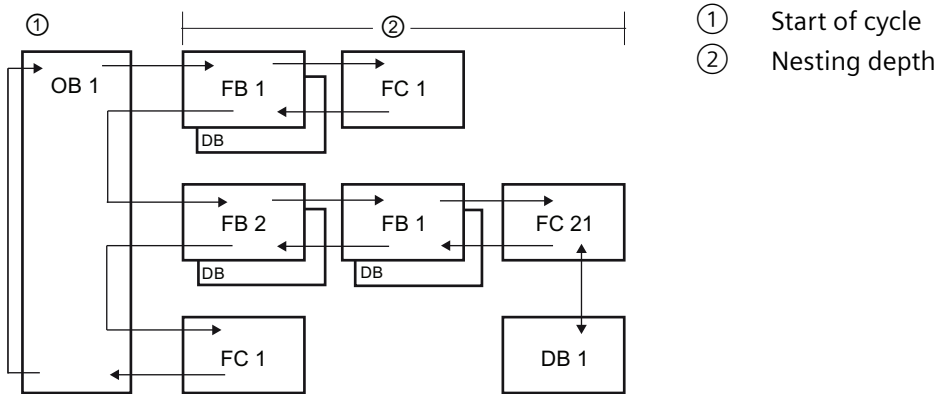 ①
②
① Start of cycle
② Nesting depth
OB 1
FB 1
FC 1
DB
FB 2
FB 1
FC 21
DB
DB
FC 1
DB 1